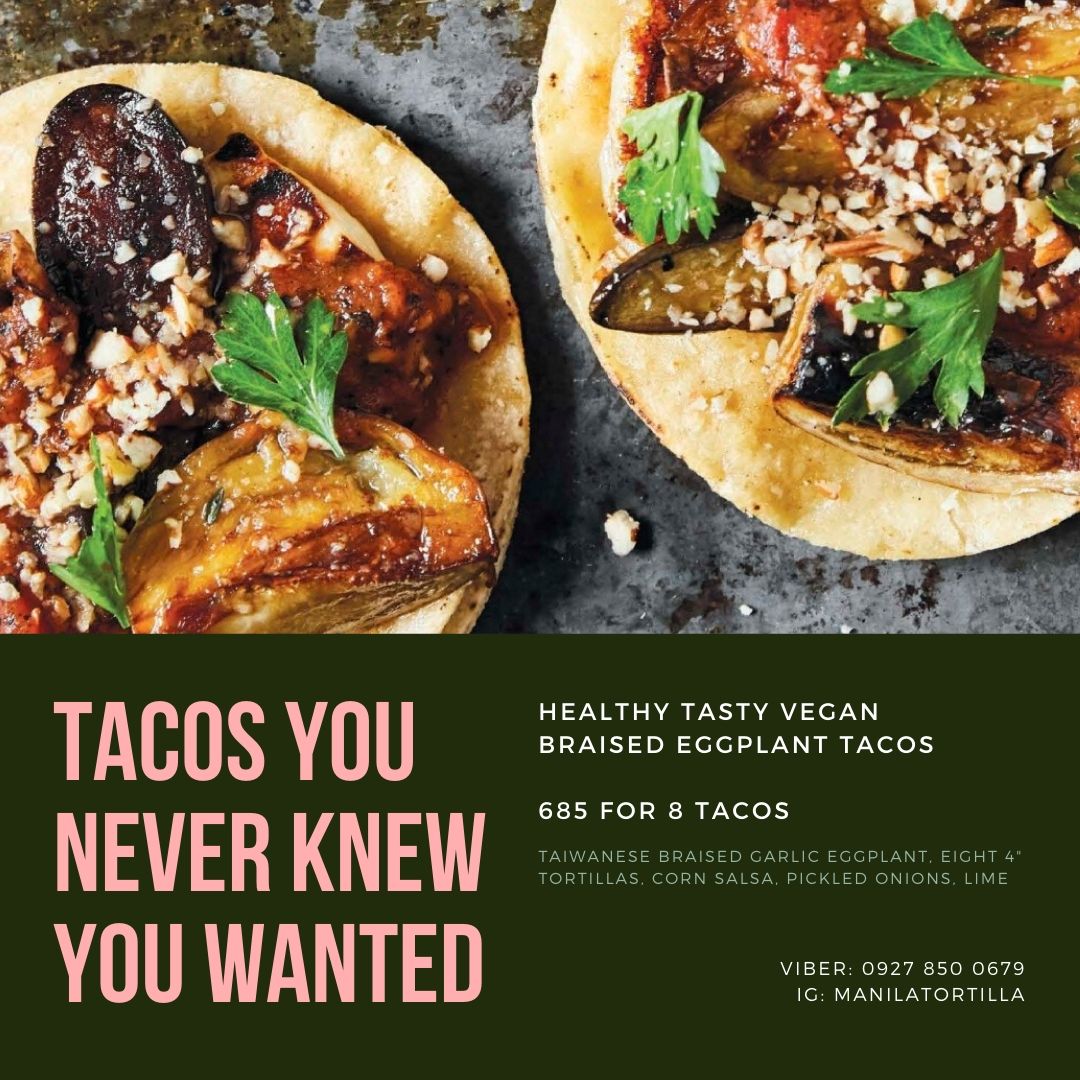 TACOS YOU
NEVER KNEW
YOU WANTED
HEALTHY TASTY VEGAN
BRAISED EGGPLANT TACOS
685 FOR 8 TACOS
TAIWANESE BRAISED GARLIC EGGPLANT, EIGHT 4"
TORTILLAS, CORN SALSA, PICKLED ONIONS, LIME
VIBER: 0927 850 0679
IG: MANILATORTILLA